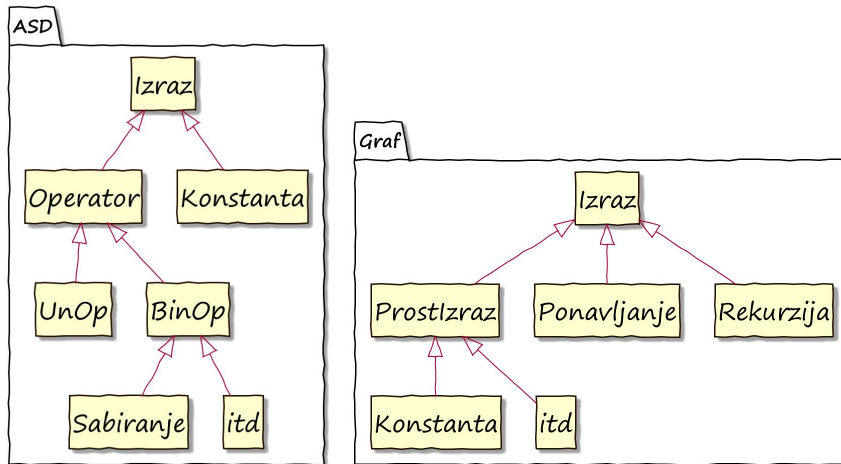 ASD
Izraz
Operator
Konstanta
UnOp
BinOp
Sabiranje
itd
Graf
Izraz
ProstIzraz
Ponavljanje
Rekurzija
Konstanta
itd